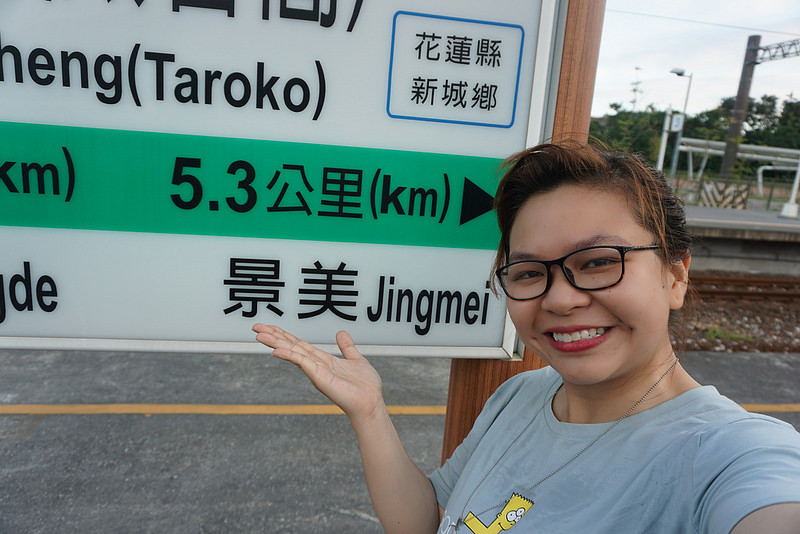 花蓮縣
新城鄉
heng(Taroko)
km) 5.3公里(km)
gde 景美 Jingmei